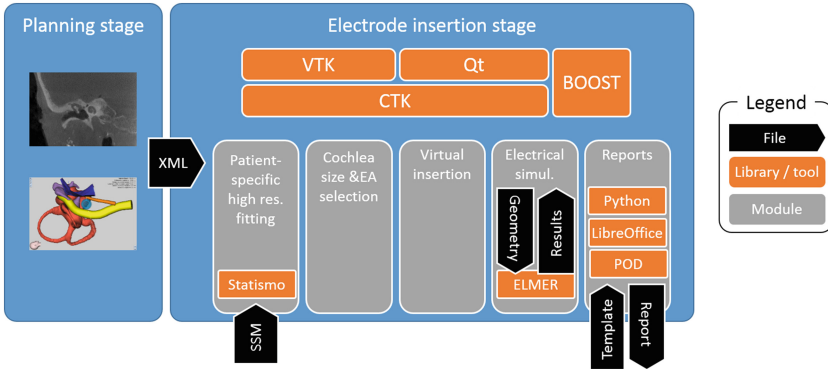 Planning stage
Electrode insertion stage
VTK
Qt
BOOST
CTK
XML
Patient-
specific
high res.
fitting
Statismo
SSM
Cochlea
size &EA
selection
Virtual
insertion
Electrical
simul.
Geometry
Results
ELMER
Reports
Python
LibreOffice
POD
Template
Report
Legend
File
Library / tool
Module